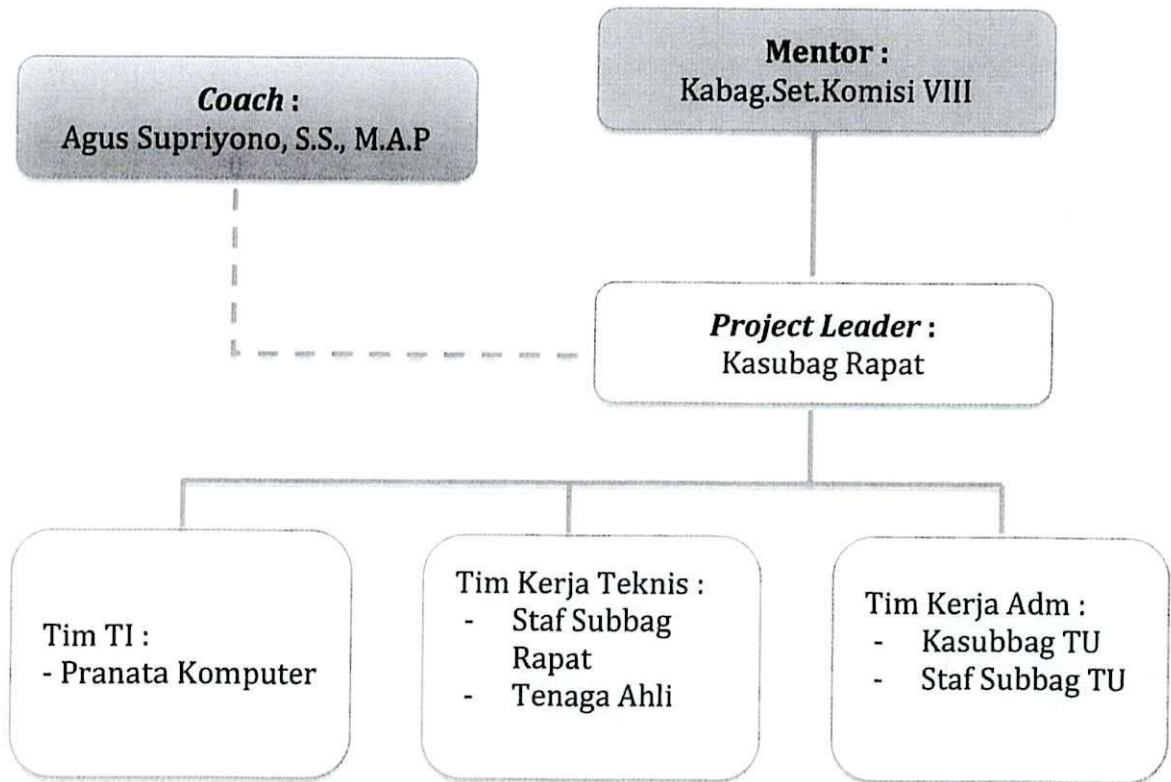 Coach :
Agus Supriyono, S.S., M.A.P
Mentor :
Kabag.Set.Komisi VIII
Project Leader :
Kasubag Rapat
Tim TI :
- Pranata Komputer
Tim Kerja Teknis :
- Staf Subbag
Rapat
- Tenaga Ahli
Tim Kerja Adm :
- Kasubbag TU
- Staf Subbag TU